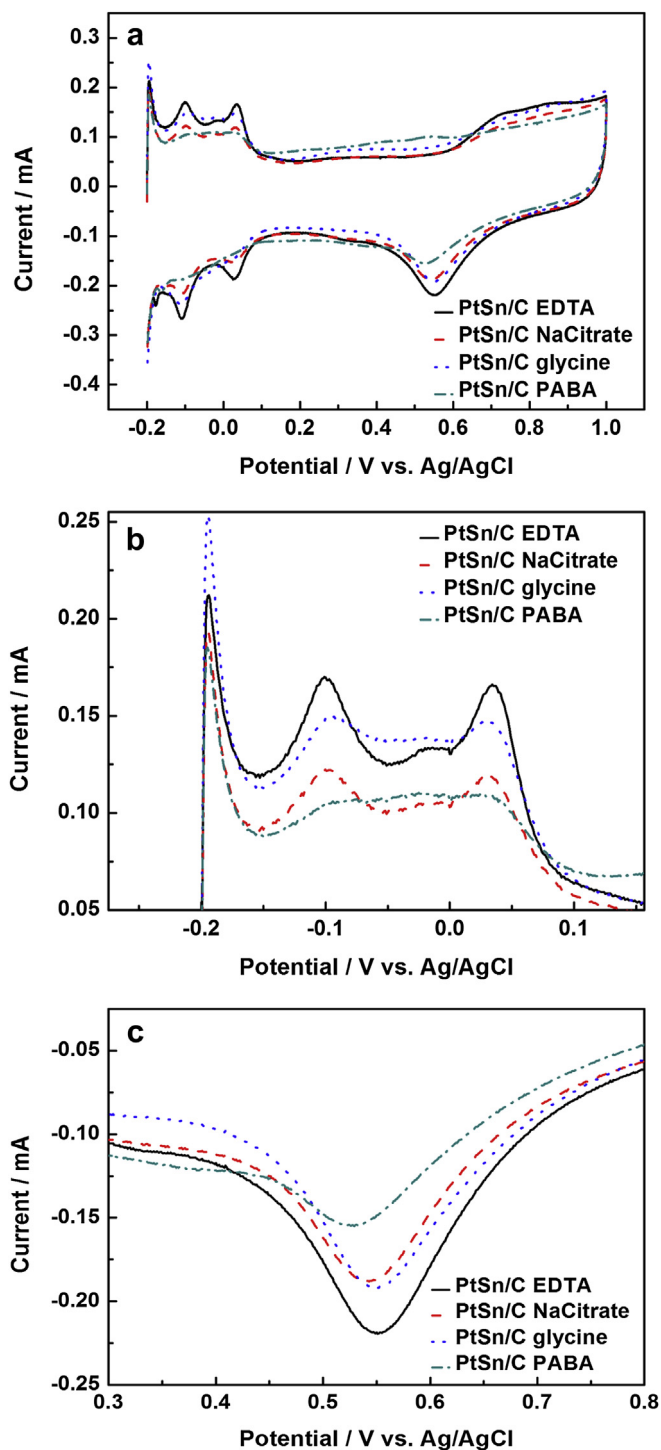 a
0.3
0.2
0.1
0.0
-0.1
-0.2
-0.3
-0.4
Current / mA
PtSn/C EDTA
PtSn/C NaCitrate
PtSn/C glycine
PtSn/C PABA
-0.2 0.0 0.2 0.4 0.6 0.8 1.0
Potential / V vs. Ag/AgCl
b
0.25
0.20
0.15
0.10
0.05
Current / mA
PtSn/C EDTA
PtSn/C NaCitrate
PtSn/C glycine
PtSn/C PABA
-0.2 -0.1 0.0 0.1
Potential / V vs. Ag/AgCl
c
-0.05
-0.10
-0.15
-0.20
-0.25
Current / mA
PtSn/C EDTA
PtSn/C NaCitrate
PtSn/C glycine
PtSn/C PABA
0.3 0.4 0.5 0.6 0.7 0.8
Potential / V vs. Ag/AgCl